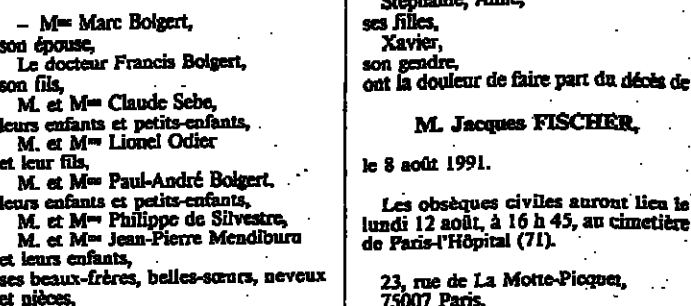 – Mme Marc Bolgert,
son épouse,
Le docteur Francis Bolgert,
son fils,
M. et Mme Claude Sebe,
leurs enfants et petits-enfants,
M. et Mme Lionel Odier
et leur fils,
M. et Mme Paul-André Bolgert,
leurs enfants et petits-enfants,
M. et Mme Philippe de Silvestre,
M. et Mme Jean-Pierre Mendiburu
et leurs enfants,
ses beaux-frères, belles-sœurs, neveux
et nièces,
Stéphanie, Anne,
ses filles,
Xavier,
son gendre,
ont la douleur de faire part du décès de
M. Jacques FISCHER,
le 8 août 1991.
Les obsèques civiles auront lieu le
lundi 12 août, à 16 h 45, au cimetière
de Paris-l'Hôpital (71).
23, rue de La Motte-Picquet,
75007 Paris.